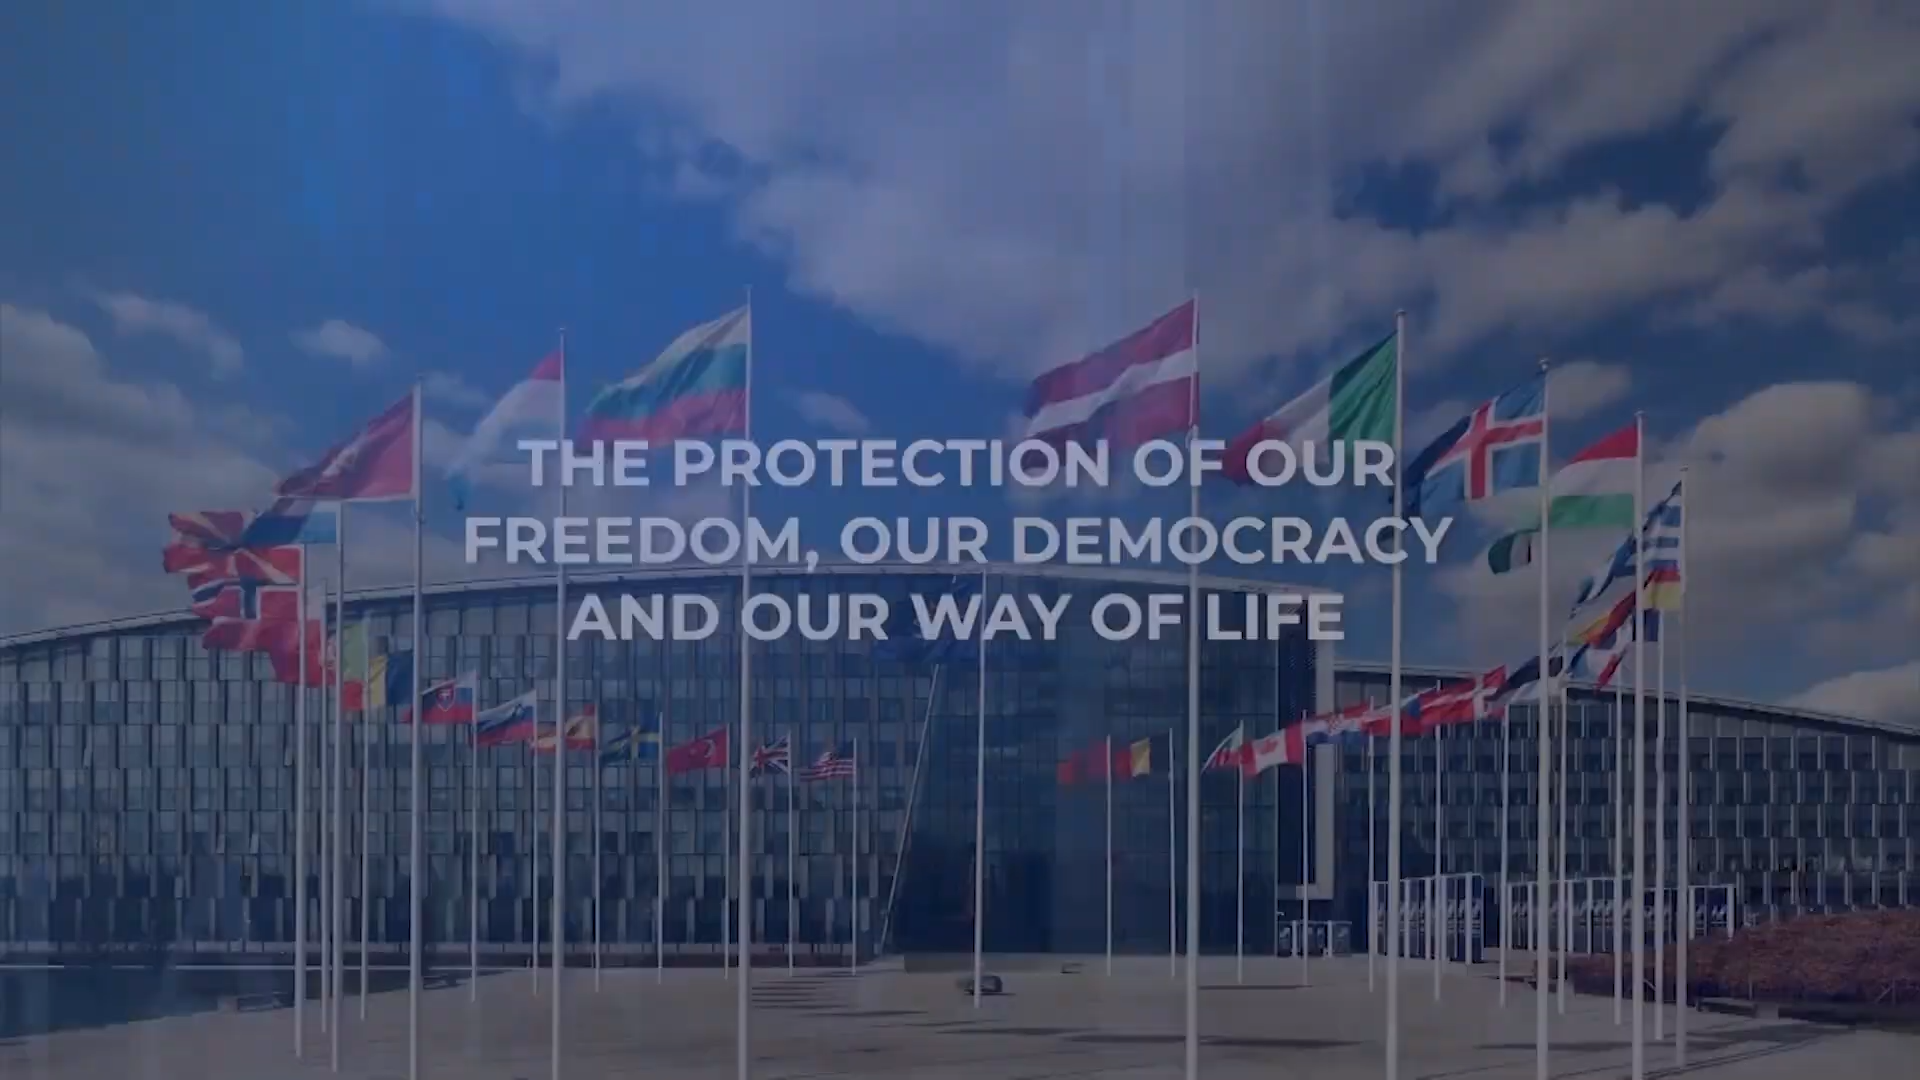 THE PROTECTION OF OUR
FREEDOM, OUR DEMOCRACY
AND OUR WAY OF LIFE